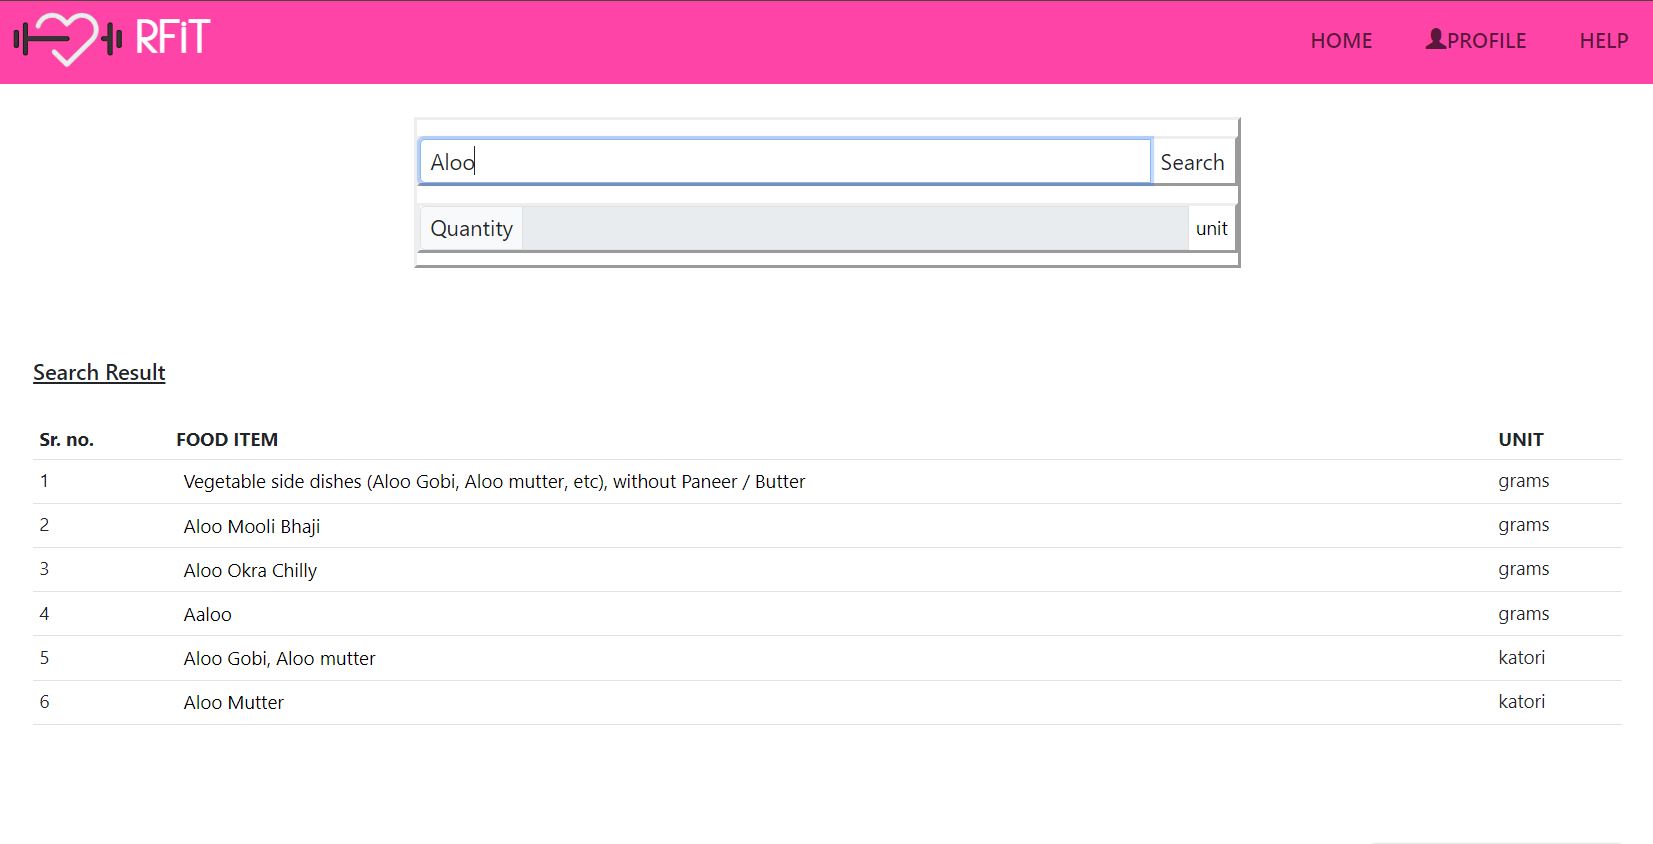 RFiT HOME PROFILE HELP
Aloo Search
Quantity unit
Search Result
Sr. no. FOOD ITEM UNIT
1 Vegetable side dishes (Aloo Gobi, Aloo mutter, etc), without Paneer / Butter grams
2 Aloo Mooli Bhaji grams
3 Aloo Okra Chilly grams
4 Aaloo grams
5 Aloo Gobi, Aloo mutter katori
6 Aloo Mutter katori